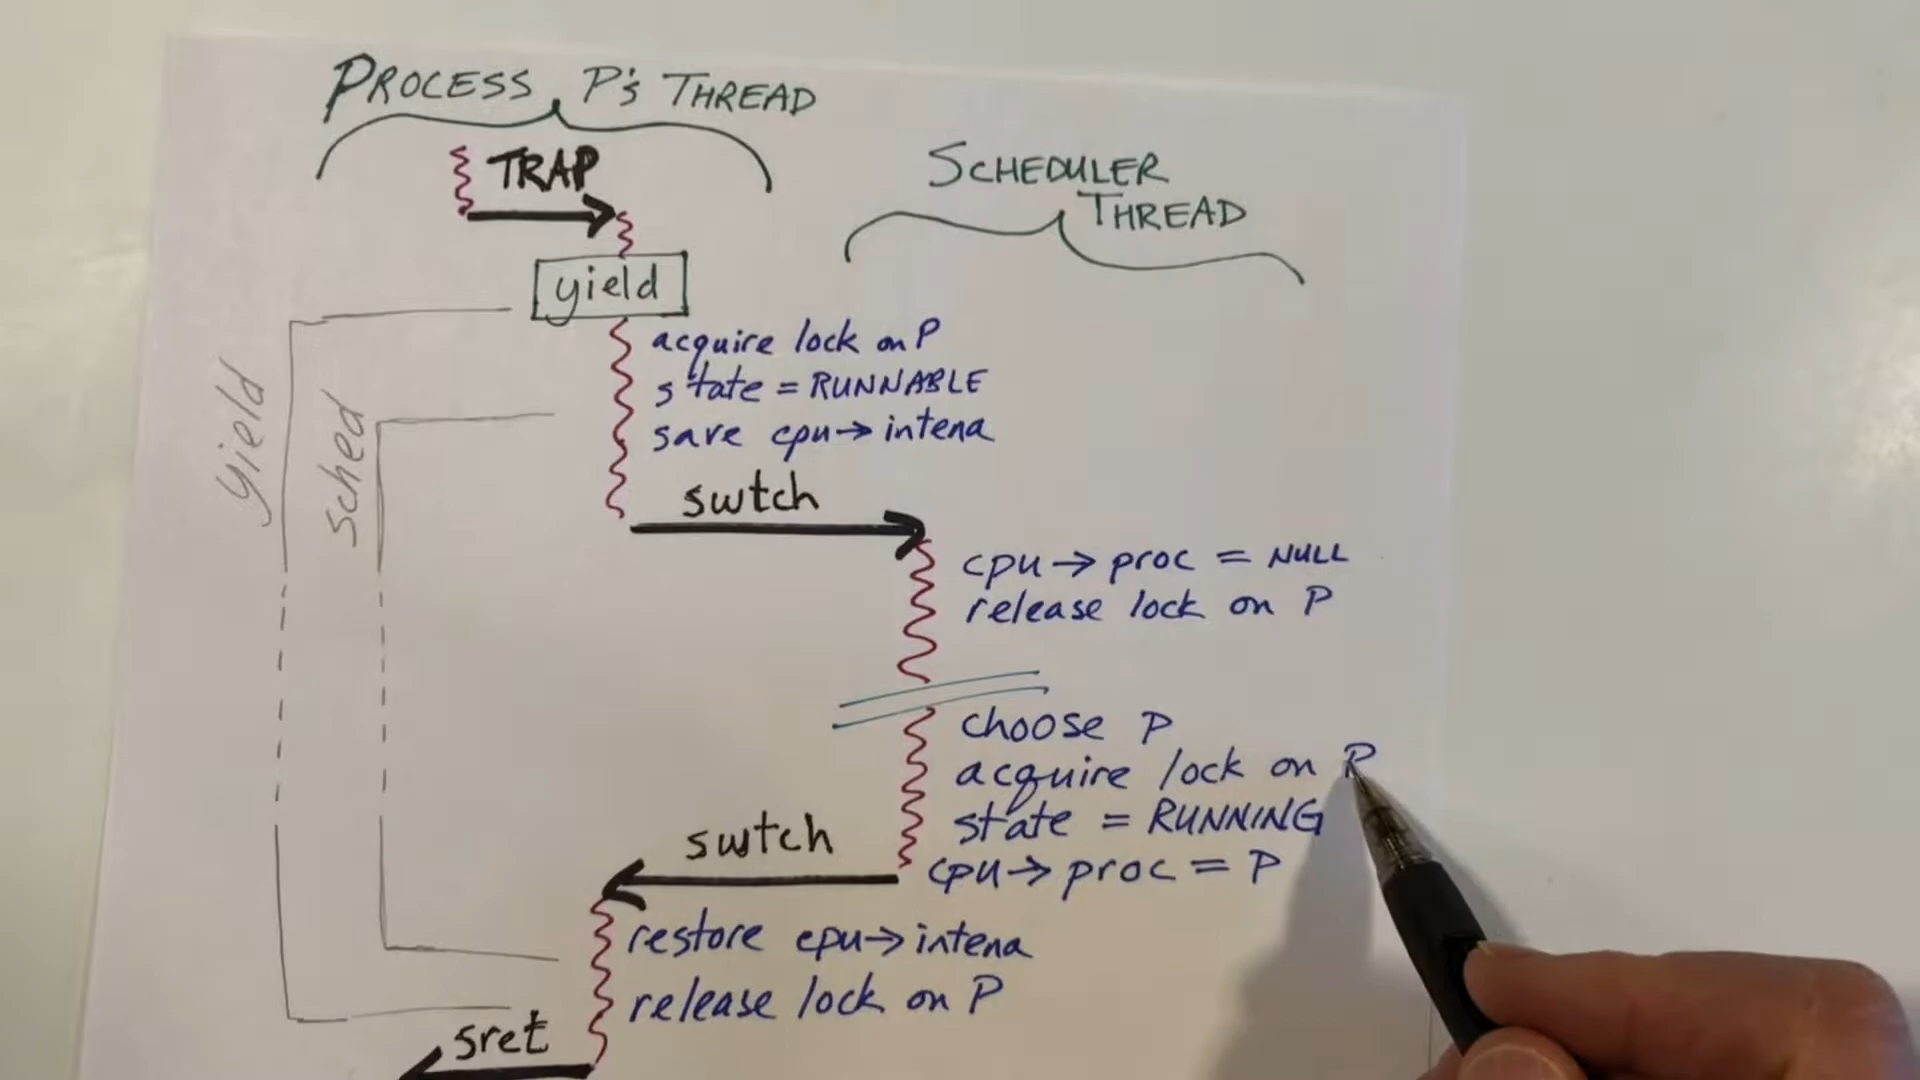 PROCESS P's THREAD
TRAP
SCHEDULER
THREAD
yield
acquire lock on P
state = RUNNABLE
save cpu→intena
yield
sched
swtch
cpu→proc = NULL
release lock on P
choose P
acquire lock on P
state = RUNNING
cpu→proc = P
swtch
restore cpu→intena
release lock on P
sret